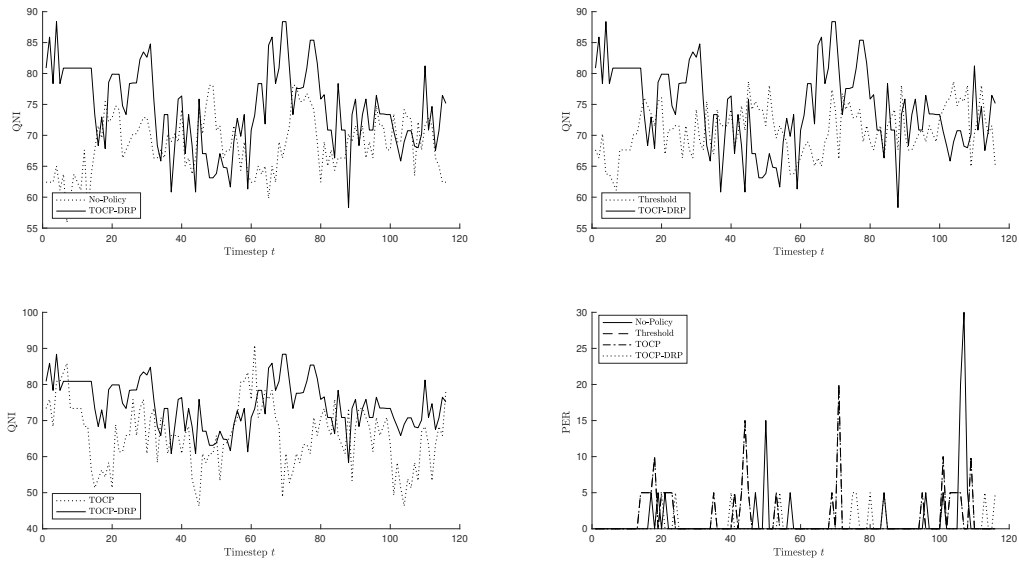 90
85
80
75
70
65
60
55
QNI
0 20 40 60 80 100 120
Timestep t
No-Policy
TOCP-DRP
90
85
80
75
70
65
60
55
QNI
0 20 40 60 80 100 120
Timestep t
Threshold
TOCP-DRP
100
90
80
70
60
50
40
QNI
0 20 40 60 80 100 120
Timestep t
TOCP
TOCP-DRP
30
25
20
15
10
5
0
PER
0 20 40 60 80 100 120
Timestep t
No-Policy
Threshold
TOCP
TOCP-DRP